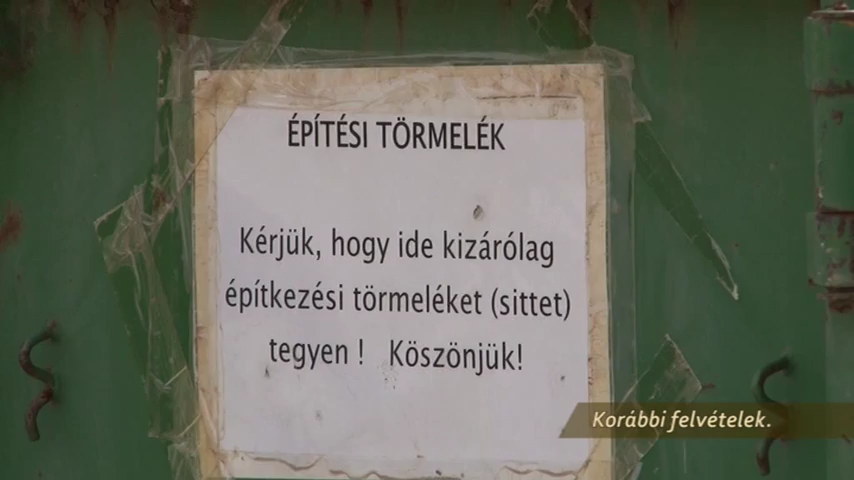 ÉPÍTÉSI TÖRMELÉK
Kérjük, hogy ide kizárólag
építkezési törmeléket (sittet)
tegyen ! Köszönjük!
Korábbi felvételek.